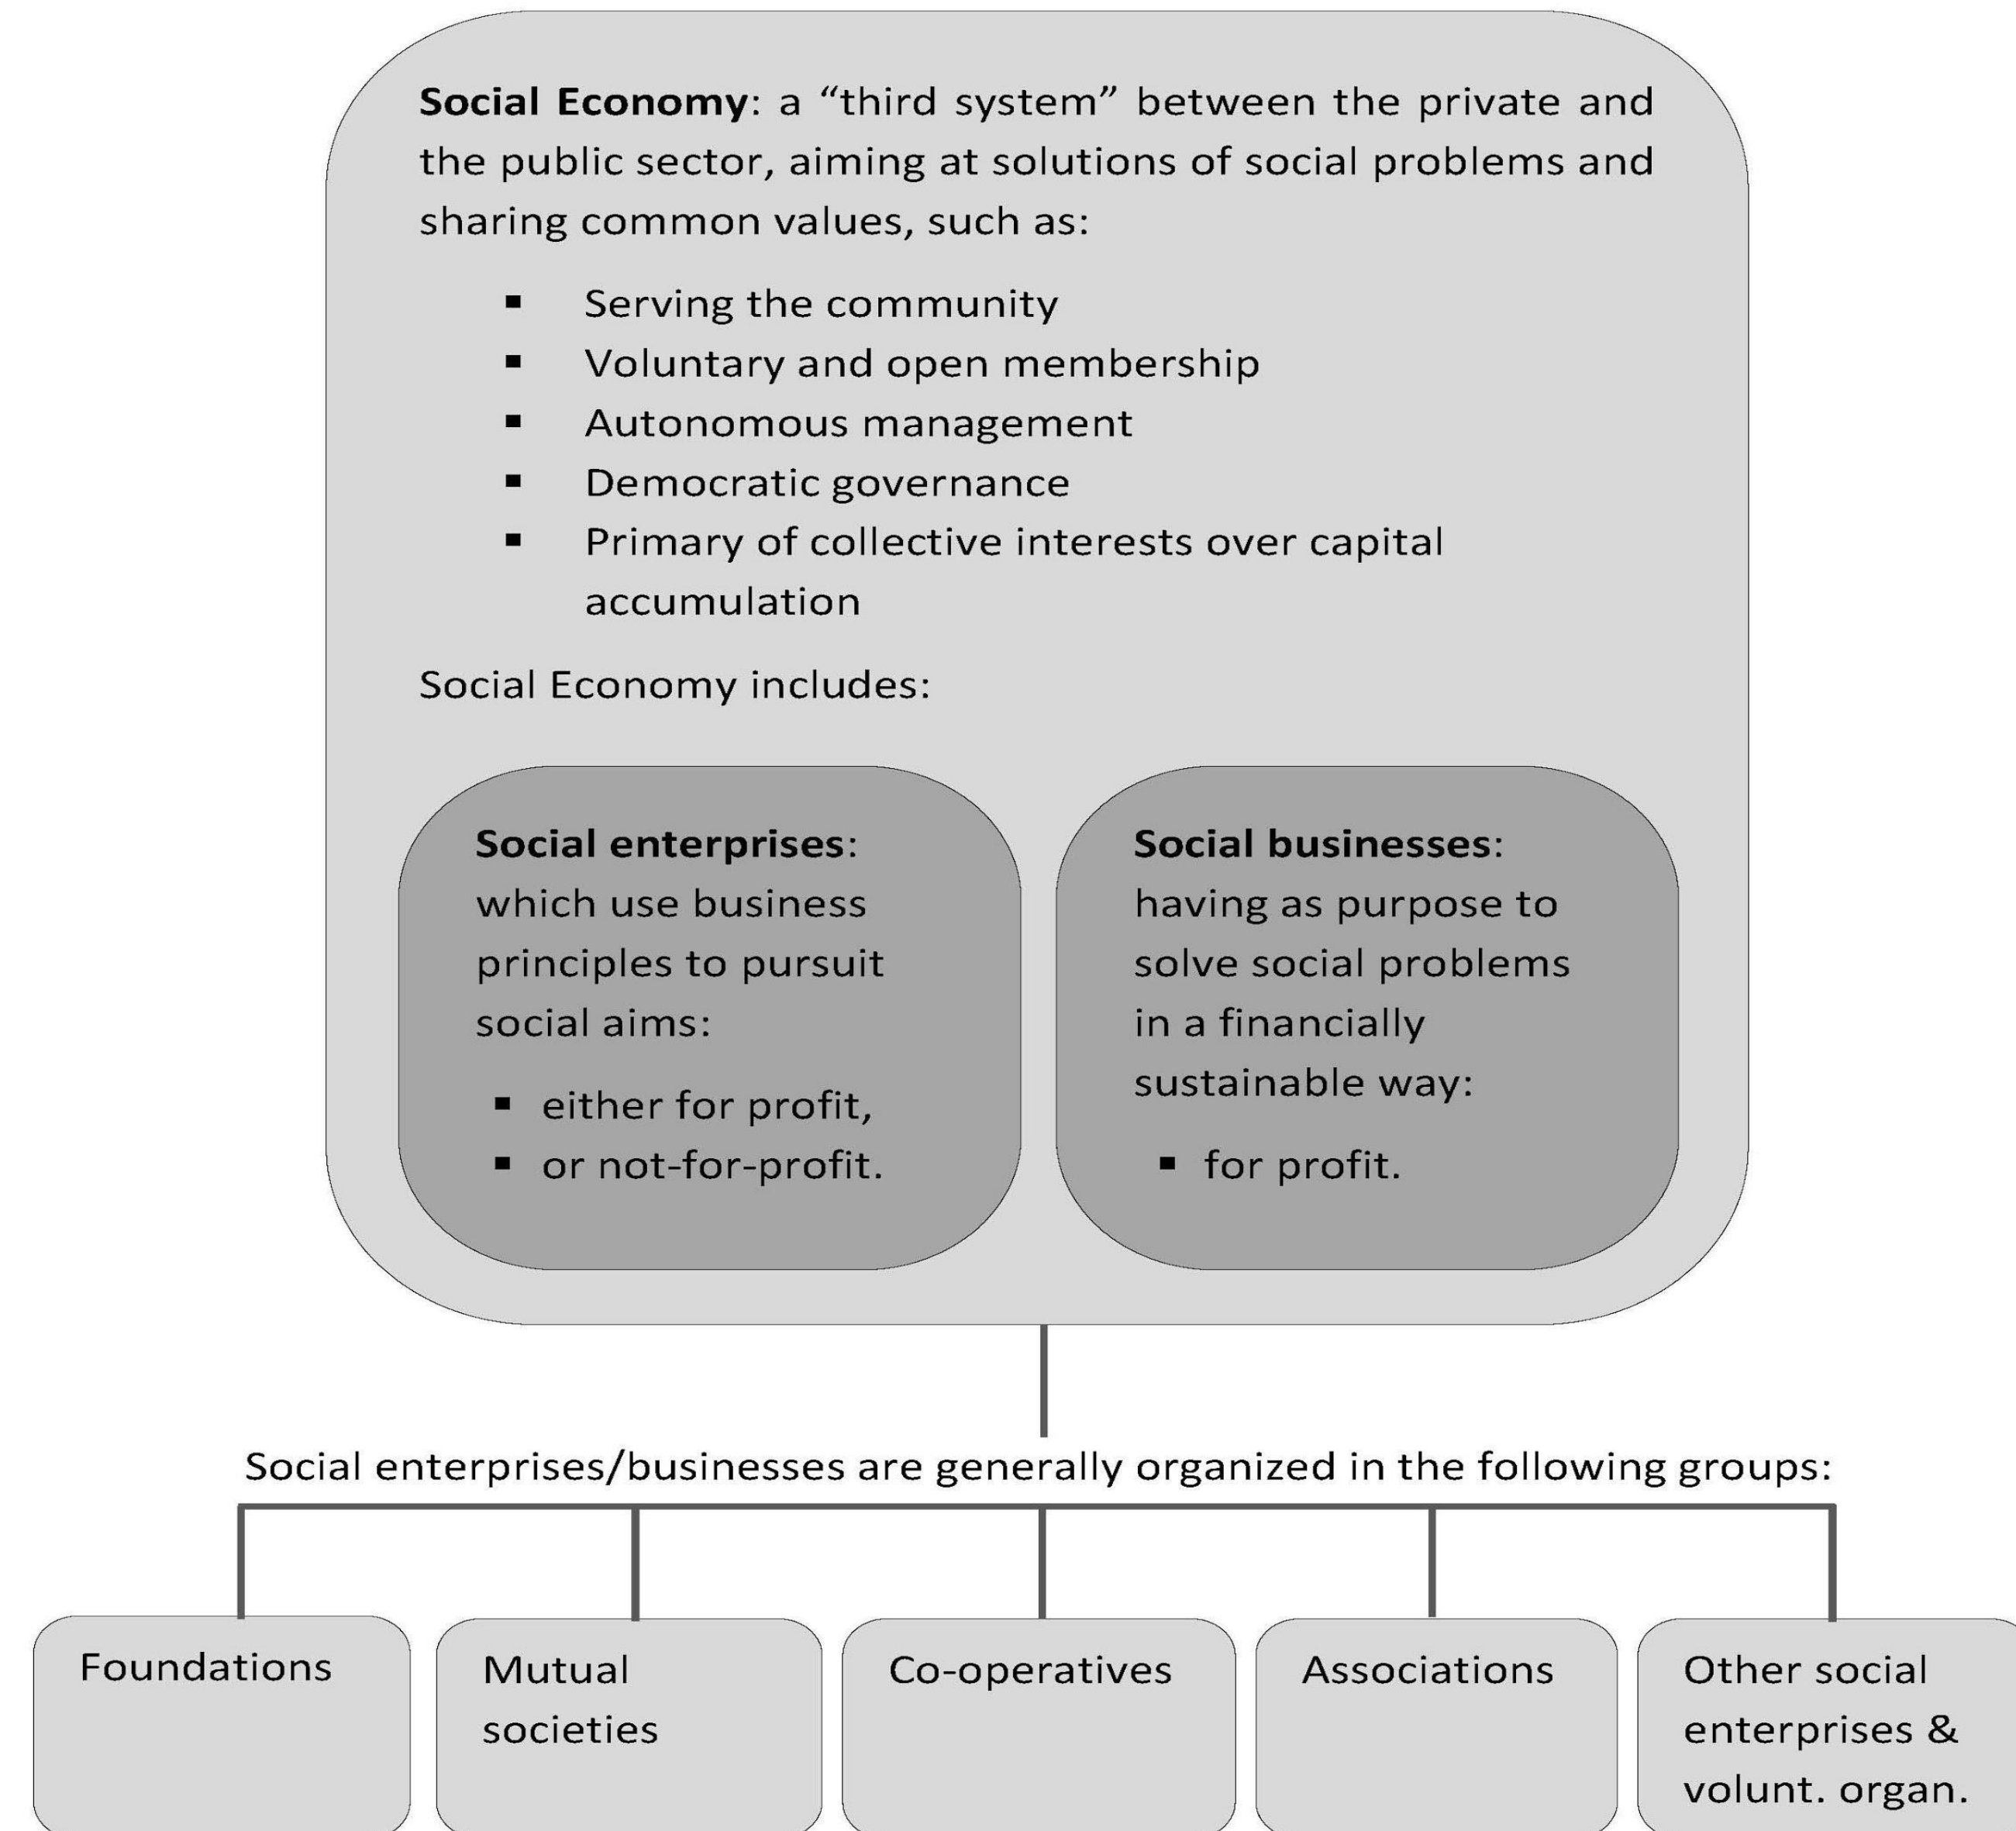 Social Economy: a “third system” between the private and
the public sector, aiming at solutions of social problems and
sharing common values, such as:
▪ Serving the community
▪ Voluntary and open membership
▪ Autonomous management
▪ Democratic governance
▪ Primary of collective interests over capital
accumulation
Social Economy includes:
Social enterprises:
which use business
principles to pursuit
social aims:
▪ either for profit,
▪ or not-for-profit.
Social businesses:
having as purpose to
solve social problems
in a financially
sustainable way:
▪ for profit.
Social enterprises/businesses are generally organized in the following groups:
Foundations
Mutual
societies
Co-operatives
Associations
Other social
enterprises &
volunt. organ.